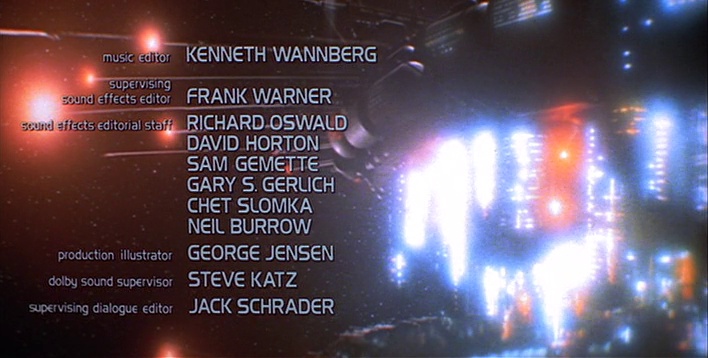 music editor KENNETH WANNBERG
supervising
sound effects editor FRANK WARNER
sound effects editorial staff RICHARD OSWALD
DAVID HORTON
SAM GEMETTE
GARY S. GERLICH
CHET SLOMKA
NEIL BURROW
production illustrator GEORGE JENSEN
dolby sound supervisor STEVE KATZ
supervising dialogue editor JACK SCHRADER